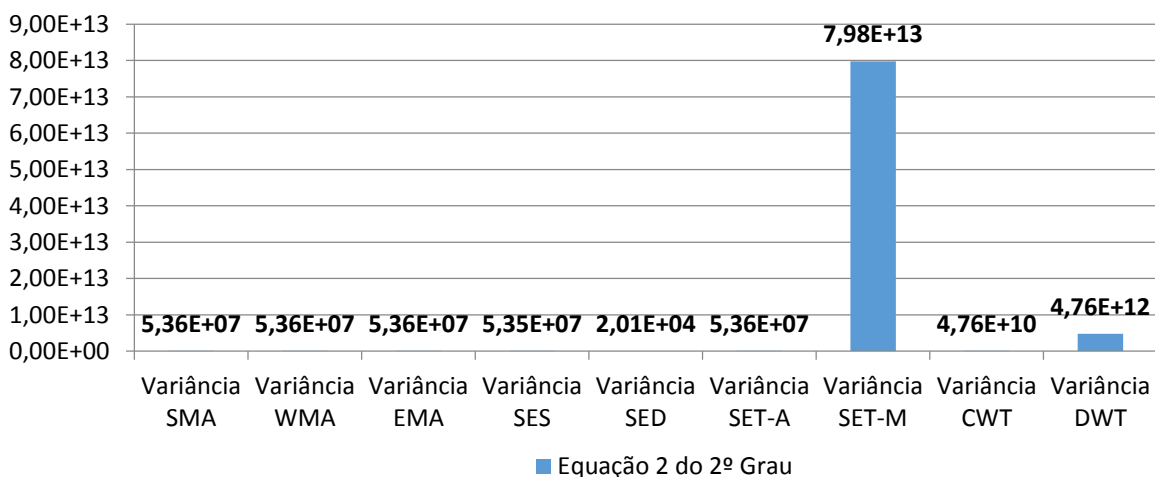 9,00E+13
8,00E+13
7,00E+13
6,00E+13
5,00E+13
4,00E+13
3,00E+13
2,00E+13
1,00E+13
0,00E+00
5,36E+07
5,36E+07
5,36E+07
5,35E+07
2,01E+04
5,36E+07
7,98E+13
4,76E+10
4,76E+12
Variância
SMA
Variância
WMA
Variância
EMA
Variância
SES
Variância
SED
Variância
SET-A
Variância
SET-M
Variância
CWT
Variância
DWT
Equação 2 do 2º Grau